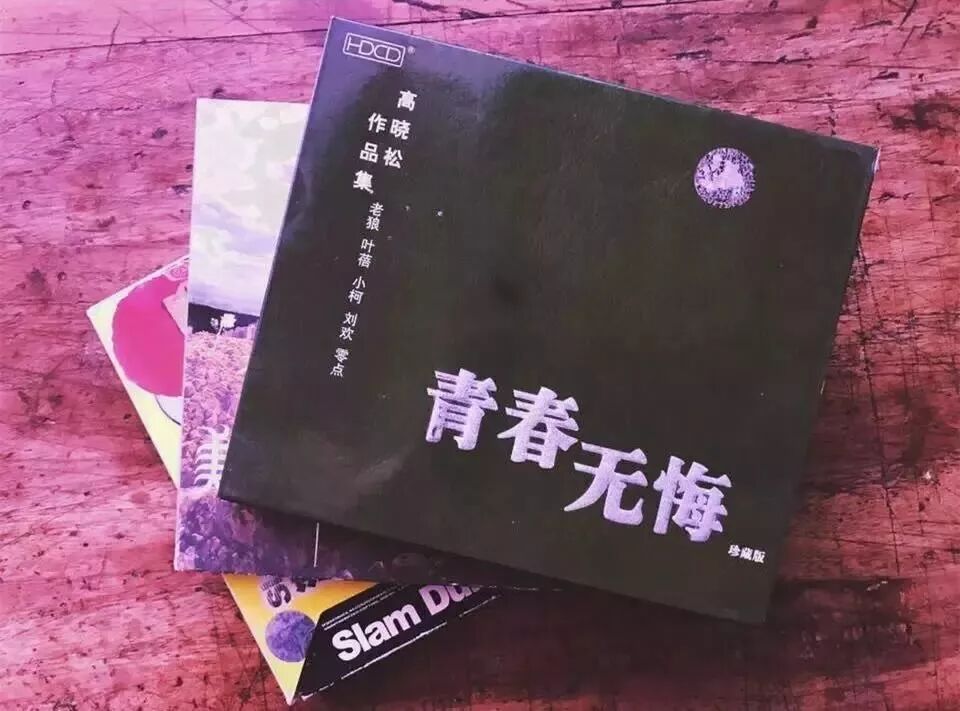 HDCD®
高晓松
作品集
老狼 叶蓓 小柯 刘欢 零点
青春无悔
珍藏版
Slam